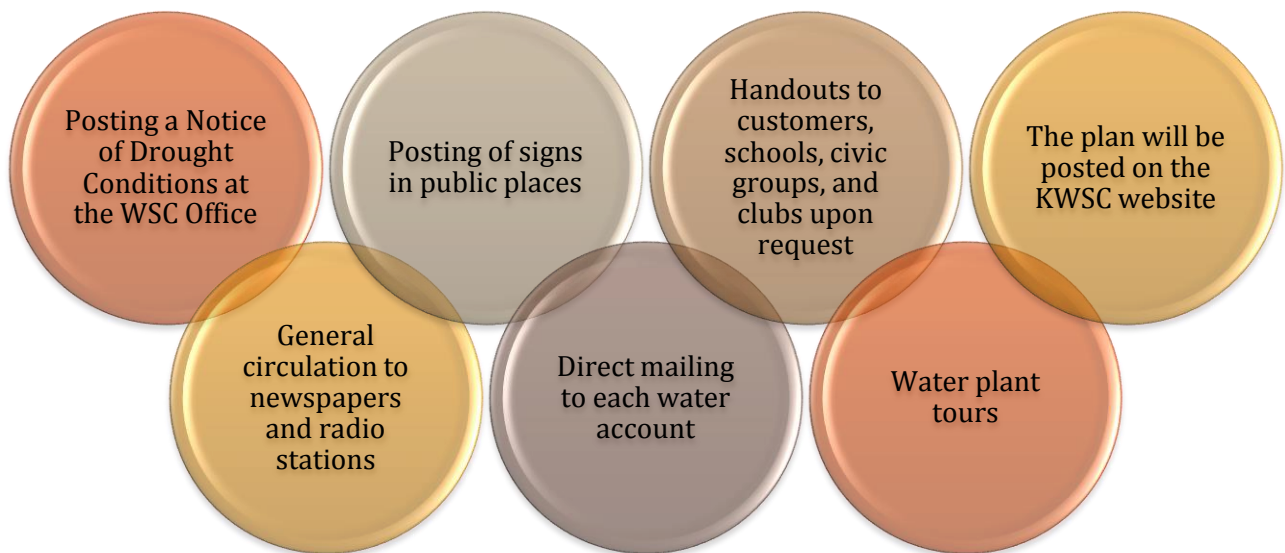 Posting a Notice
of Drought
Conditions at
the WSC Office
General
circulation to
newspapers
and radio
stations
Posting of signs
in public places
Direct mailing
to each water
account
Handouts to
customers,
schools, civic
groups, and
clubs upon
request
Water plant
tours
The plan will be
posted on the
KWSC website